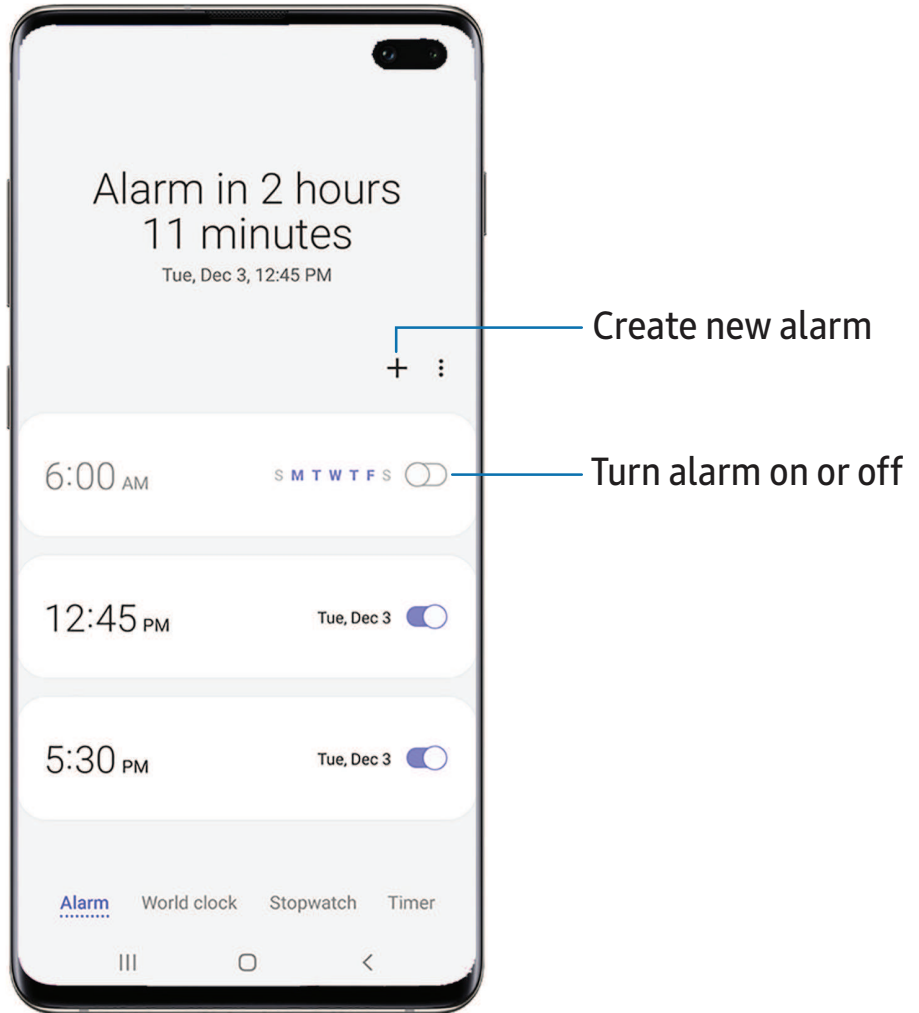 Alarm in 2 hours
11 minutes
Tue, Dec 3, 12:45 PM
Create new alarm
6:00 AM S M T W T F S
Turn alarm on or off
12:45 PM Tue, Dec 3
5:30 PM Tue, Dec 3
Alarm World clock Stopwatch Timer